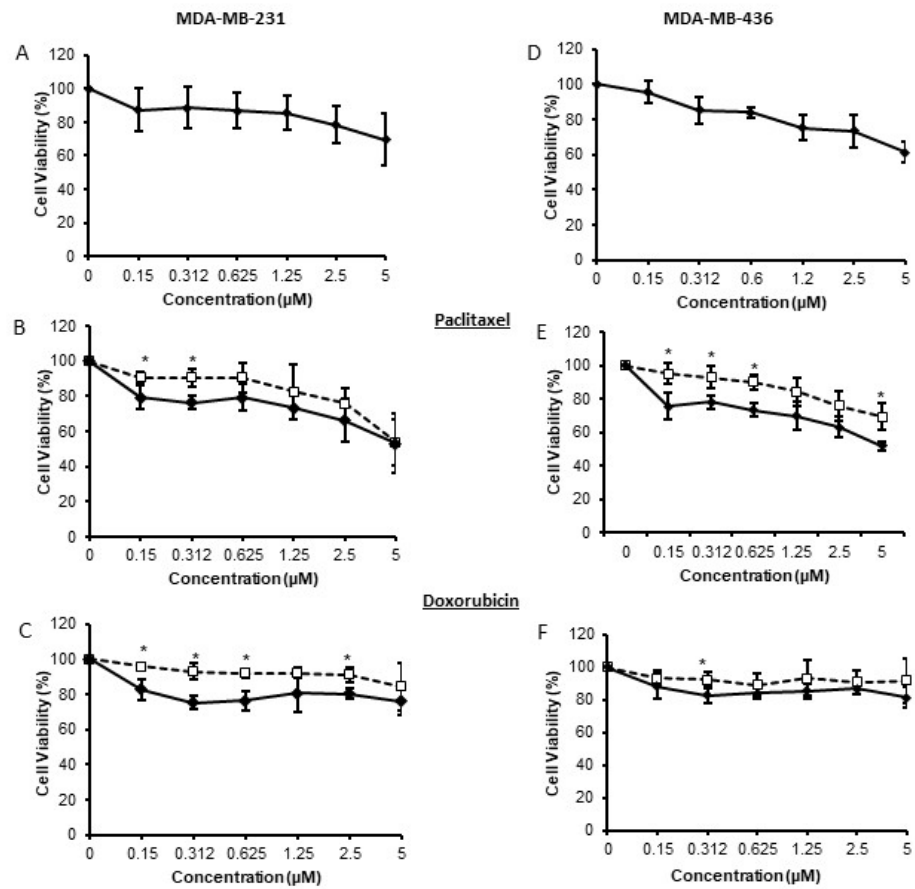 MDA-MB-231
MDA-MB-436
A
120
100
80
60
40
20
0
Cell Viability (%)
0 0.15 0.312 0.625 1.25 2.5 5
Concentration (µM)
D
120
100
80
60
40
20
0
Cell Viability (%)
0 0.15 0.312 0.6 1.2 2.5 5
Concentration (µM)
Paclitaxel
B
120
100
80
60
40
20
0
Cell Viability (%)
* *
0 0.15 0.312 0.625 1.25 2.5 5
Concentration (µM)
E
120
100
80
60
40
20
0
Cell Viability (%)
* * * *
0 0.15 0.312 0.625 1.25 2.5 5
Concentration (µM)
Doxorubicin
C
120
100
80
60
40
20
0
Cell Viability (%)
* * * *
0 0.15 0.312 0.625 1.25 2.5 5
Concentration (µM)
F
120
100
80
60
40
20
0
Cell Viability (%)
*
0 0.15 0.312 0.625 1.25 2.5 5
Concentration (µM)